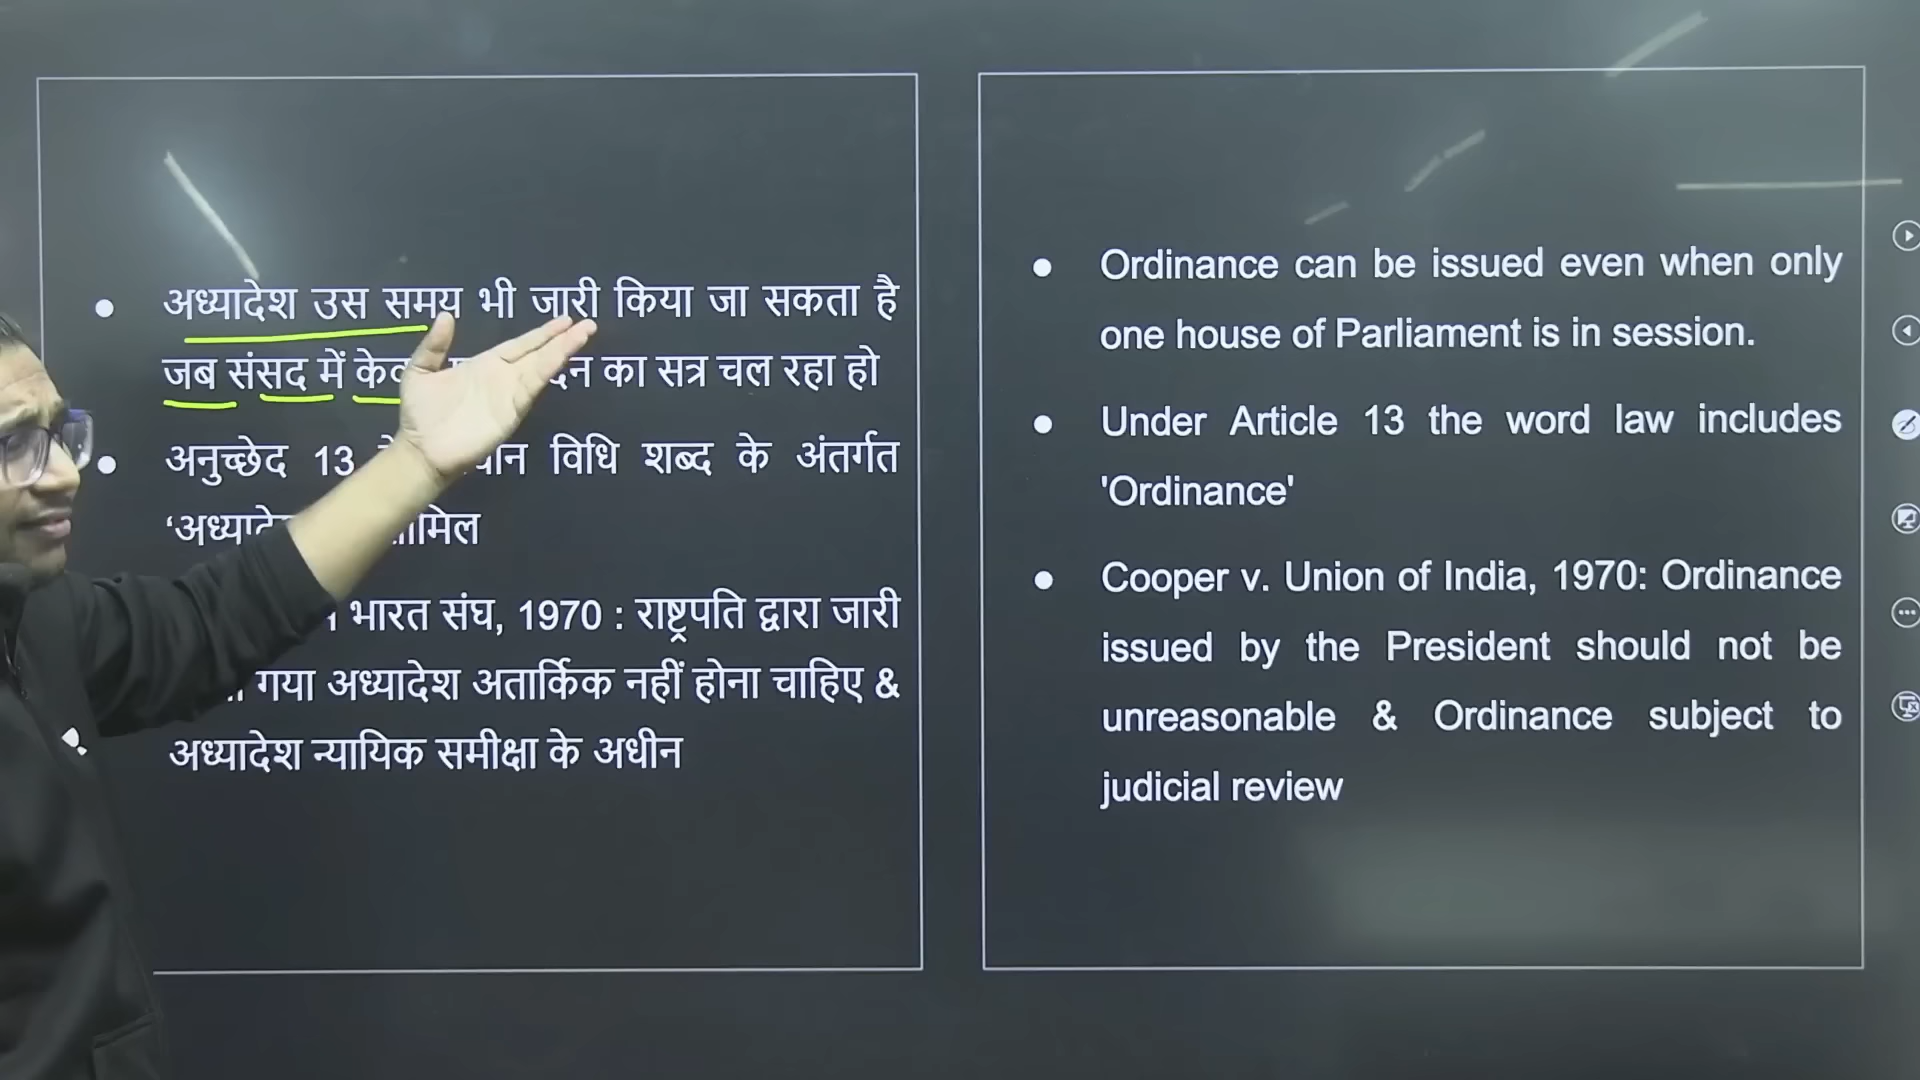 अध्यादेश उस समय भी जारी किया जा सकता है
जब संसद में का सत्र चल रहा हो
अनुच्छेद 13 विधि शब्द के अंतर्गत
भारत संघ, 1970 : राष्ट्रपति द्वारा जारी
गया अध्यादेश अतार्किक नहीं होना चाहिए &
अध्यादेश न्यायिक समीक्षा के अधीन
Ordinance can be issued even when only
one house of Parliament is in session.
Under Article 13 the word law includes
'Ordinance'
Cooper v. Union of India, 1970: Ordinance
issued by the President should not be
unreasonable & Ordinance subject to
judicial review